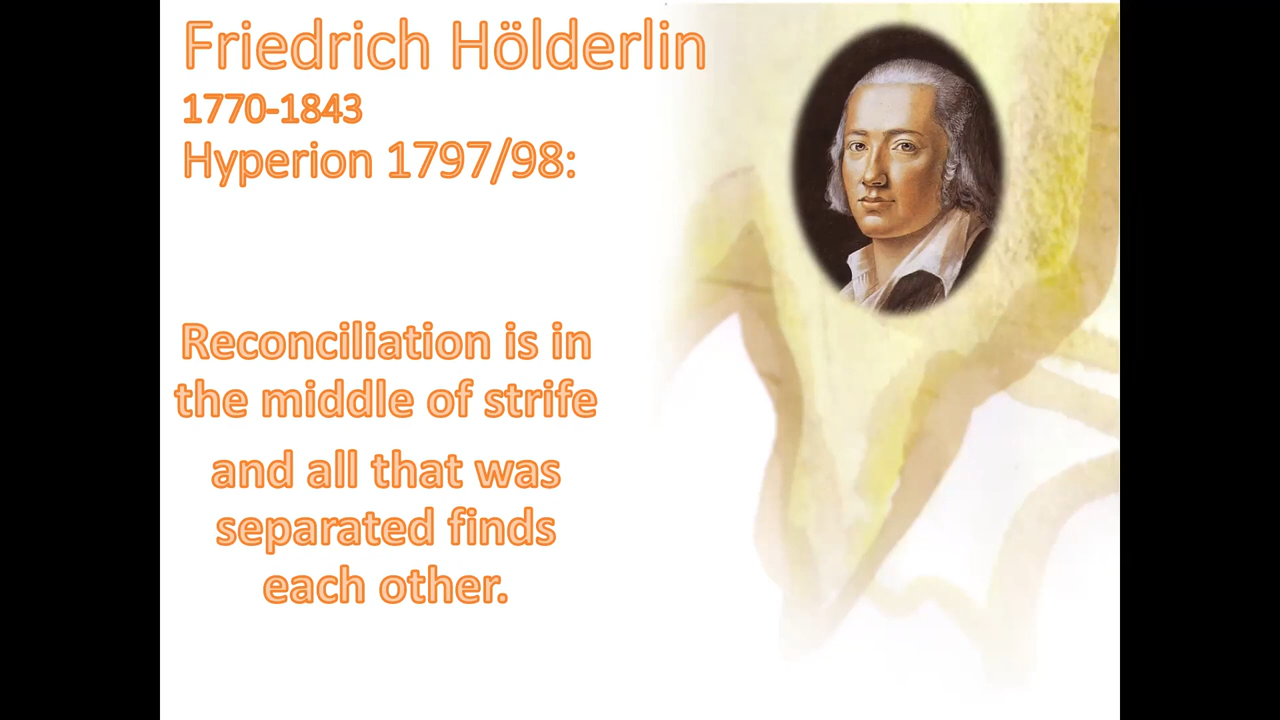 Friedrich Hölderlin
1770-1843
Hyperion 1797/98:
Reconciliation is in
the middle of strife
and all that was
separated finds
each other.